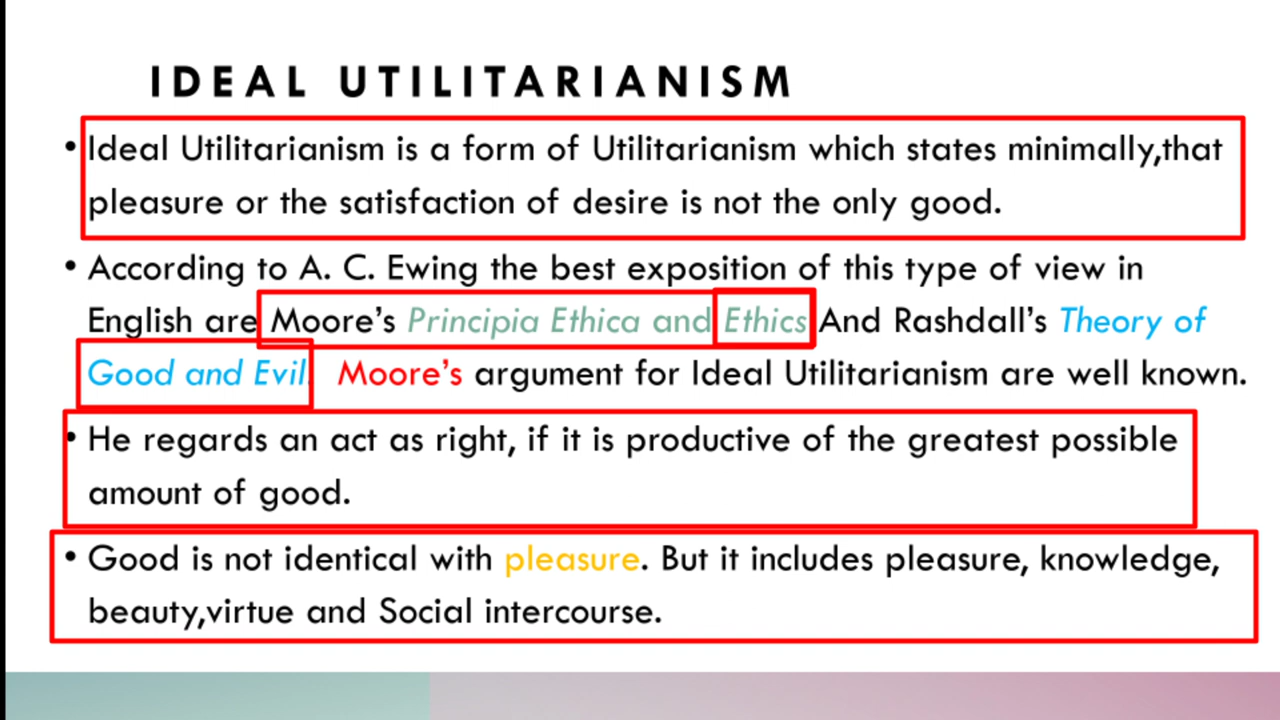 IDEAL UTILITARIANISM
• Ideal Utilitarianism is a form of Utilitarianism which states minimally,that
pleasure or the satisfaction of desire is not the only good.
• According to A. C. Ewing the best exposition of this type of view in
English are Moore's Principia Ethica and Ethics And Rashdall's Theory of
Good and Evil. Moore's argument for Ideal Utilitarianism are well known.
• He regards an act as right, if it is productive of the greatest possible
amount of good.
• Good is not identical with pleasure. But it includes pleasure, knowledge,
beauty,virtue and Social intercourse.